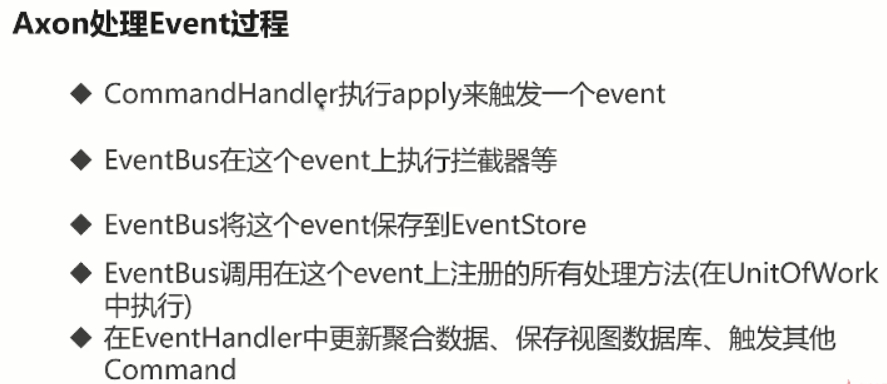 Axon处理Event过程
◆ CommandHandler执行apply来触发一个event
◆ EventBus在这个event上执行拦截器等
◆ EventBus将这个event保存到EventStore
◆ EventBus调用在这个event上注册的所有处理方法(在UnitOfWork
中执行)
◆ 在EventHandler中更新聚合数据、保存视图数据库、触发其他
Command